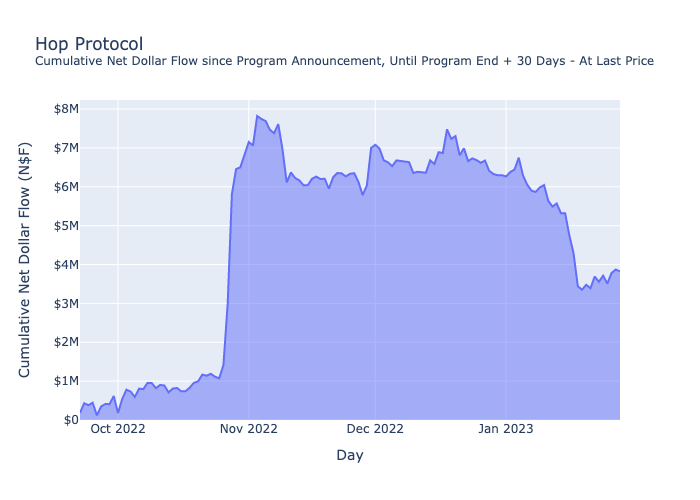 Hop Protocol
Cumulative Net Dollar Flow since Program Announcement, Until Program End + 30 Days - At Last Price
Cumulative Net Dollar Flow (N$F)
$8M
$7M
$6M
$5M
$4M
$3M
$2M
$1M
$0
Oct 2022
Nov 2022
Dec 2022
Jan 2023
Day